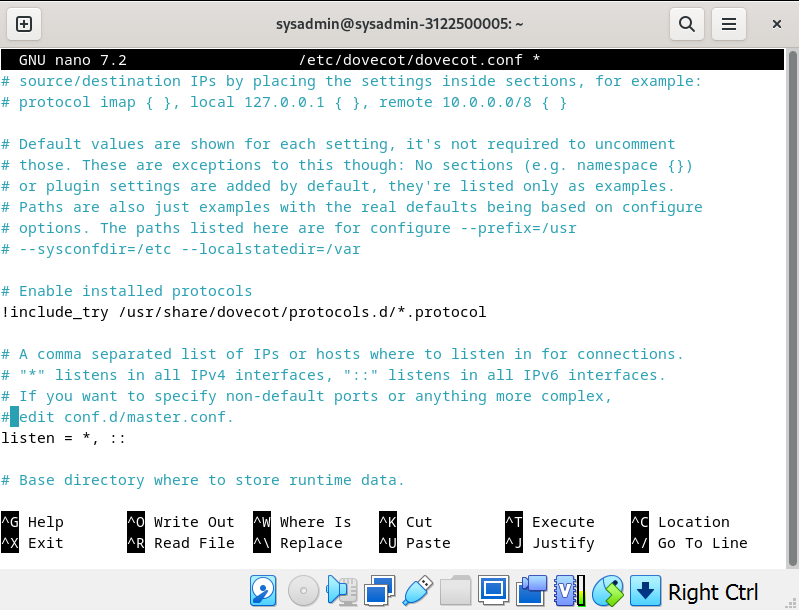 sysadmin@sysadmin-3122500005: ~
GNU nano 7.2 /etc/dovecot/dovecot.conf *
# source/destination IPs by placing the settings inside sections, for example:
# protocol imap { }, local 127.0.0.1 { }, remote 10.0.0.0/8 { }
# Default values are shown for each setting, it's not required to uncomment
# those. These are exceptions to this though: No sections (e.g. namespace {})
# or plugin settings are added by default, they're listed only as examples.
# Paths are also just examples with the real defaults being based on configure
# options. The paths listed here are for configure --prefix=/usr
# --sysconfdir=/etc --localstatedir=/var
# Enable installed protocols
!include_try /usr/share/dovecot/protocols.d/*.protocol
# A comma separated list of IPs or hosts where to listen in for connections.
# "*" listens in all IPv4 interfaces, "::" listens in all IPv6 interfaces.
# If you want to specify non-default ports or anything more complex,
# edit conf.d/master.conf.
listen = *, ::
# Base directory where to store runtime data.
^G Help ^O Write Out ^W Where Is ^K Cut ^T Execute ^C Location
^X Exit ^R Read File ^\ Replace ^U Paste ^J Justify ^/ Go To Line
V
Right Ctrl